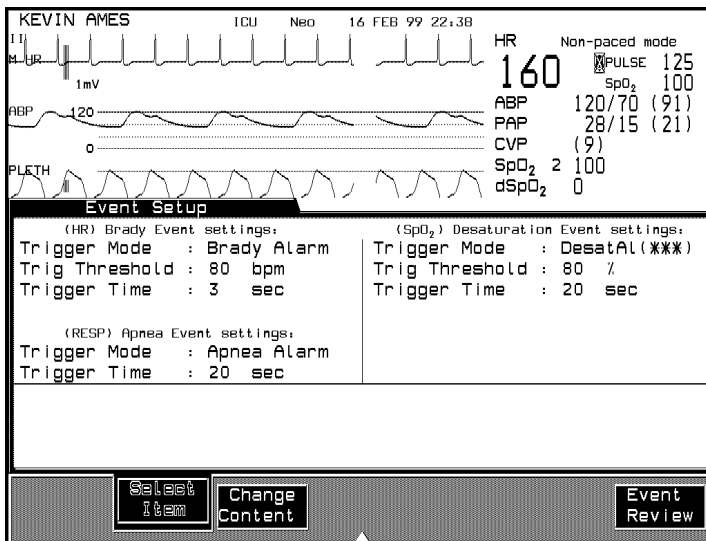 KEVIN AMES ICU Neo 16 FEB 99 22:38
II
M HR
1mV
ABP 120
0
PLETH
HR Non-paced mode
160
PULSE 125
SpO₂ 100
ABP 120/70 (91)
PAP 28/15 (21)
CVP (9)
SpO₂ 2 100
dSpO₂ 0
Event Setup
(HR) Brady Event settings:
Trigger Mode : Brady Alarm
Trig Threshold : 80 bpm
Trigger Time : 3 sec
(RESP) Apnea Event settings:
Trigger Mode : Apnea Alarm
Trigger Time : 20 sec
(SpO₂) Desaturation Event settings:
Trigger Mode : DesatAl(***)
Trig Threshold : 80 %
Trigger Time : 20 sec
Select
Item
Change
Content
Event
Review